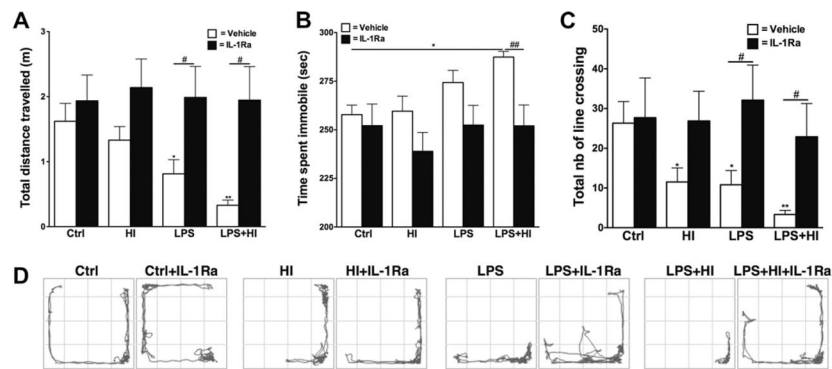 A
= Vehicle
= IL-1Ra
Total distance travelled (m)
3
2
1
0
#
#
*
**
Ctrl
HI
LPS
LPS+HI
B
= Vehicle
= IL-1Ra
Time spent immobile (sec)
300
275
250
225
200
*
##
Ctrl
HI
LPS
LPS+HI
C
= Vehicle
= IL-1Ra
Total nb of line crossing
50
40
30
20
10
0
#
#
*
*
**
Ctrl
HI
LPS
LPS+HI
D
Ctrl
Ctrl+IL-1Ra
HI
HI+IL-1Ra
LPS
LPS+IL-1Ra
LPS+HI
LPS+HI+IL-1Ra